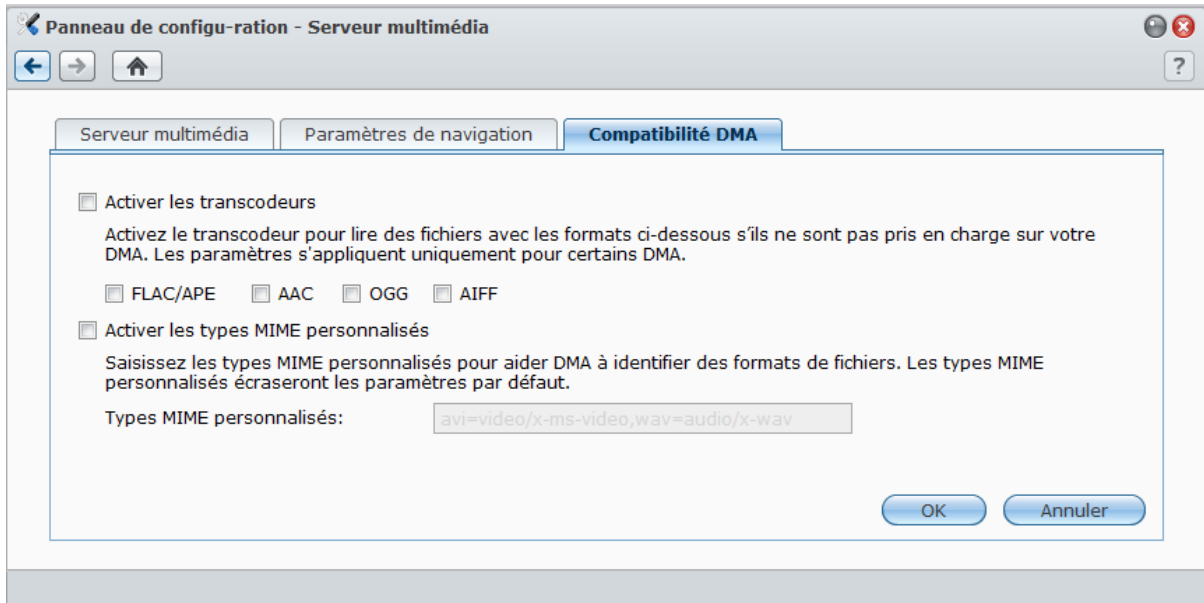 Panneau de configu-ration - Serveur multimédia
?
Serveur multimédia
Paramètres de navigation
Compatibilité DMA
Activer les transcodeurs
Activez le transcodeur pour lire des fichiers avec les formats ci-dessous s'ils ne sont pas pris en charge sur votre
DMA. Les paramètres s'appliquent uniquement pour certains DMA.
FLAC/APE AAC OGG AIFF
Activer les types MIME personnalisés
Saisissez les types MIME personnalisés pour aider DMA à identifier des formats de fichiers. Les types MIME
personnalisés écraseront les paramètres par défaut.
Types MIME personnalisés: avi=video/x-ms-video,wav=audio/x-wav
OK Annuler